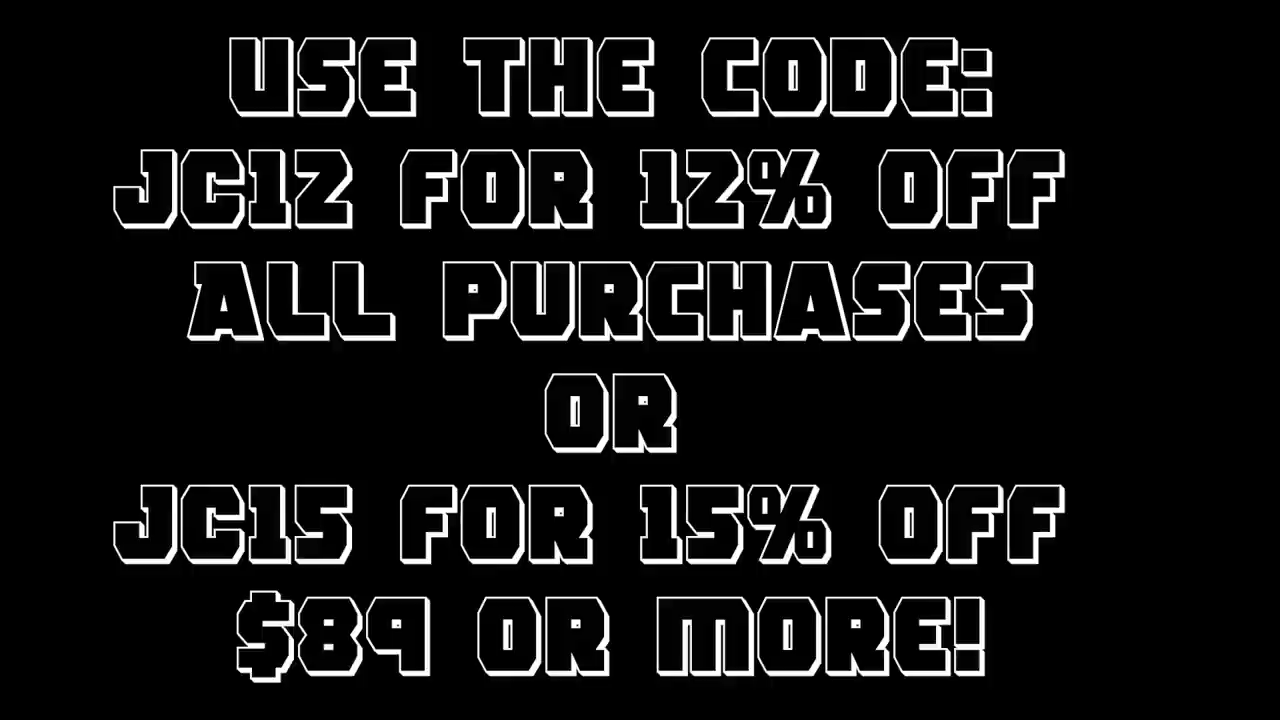 USE THE CODE:
JC12 FOR 12% OFF
ALL PURCHASES
OR
JC15 FOR 15% OFF
$89 OR MORE!